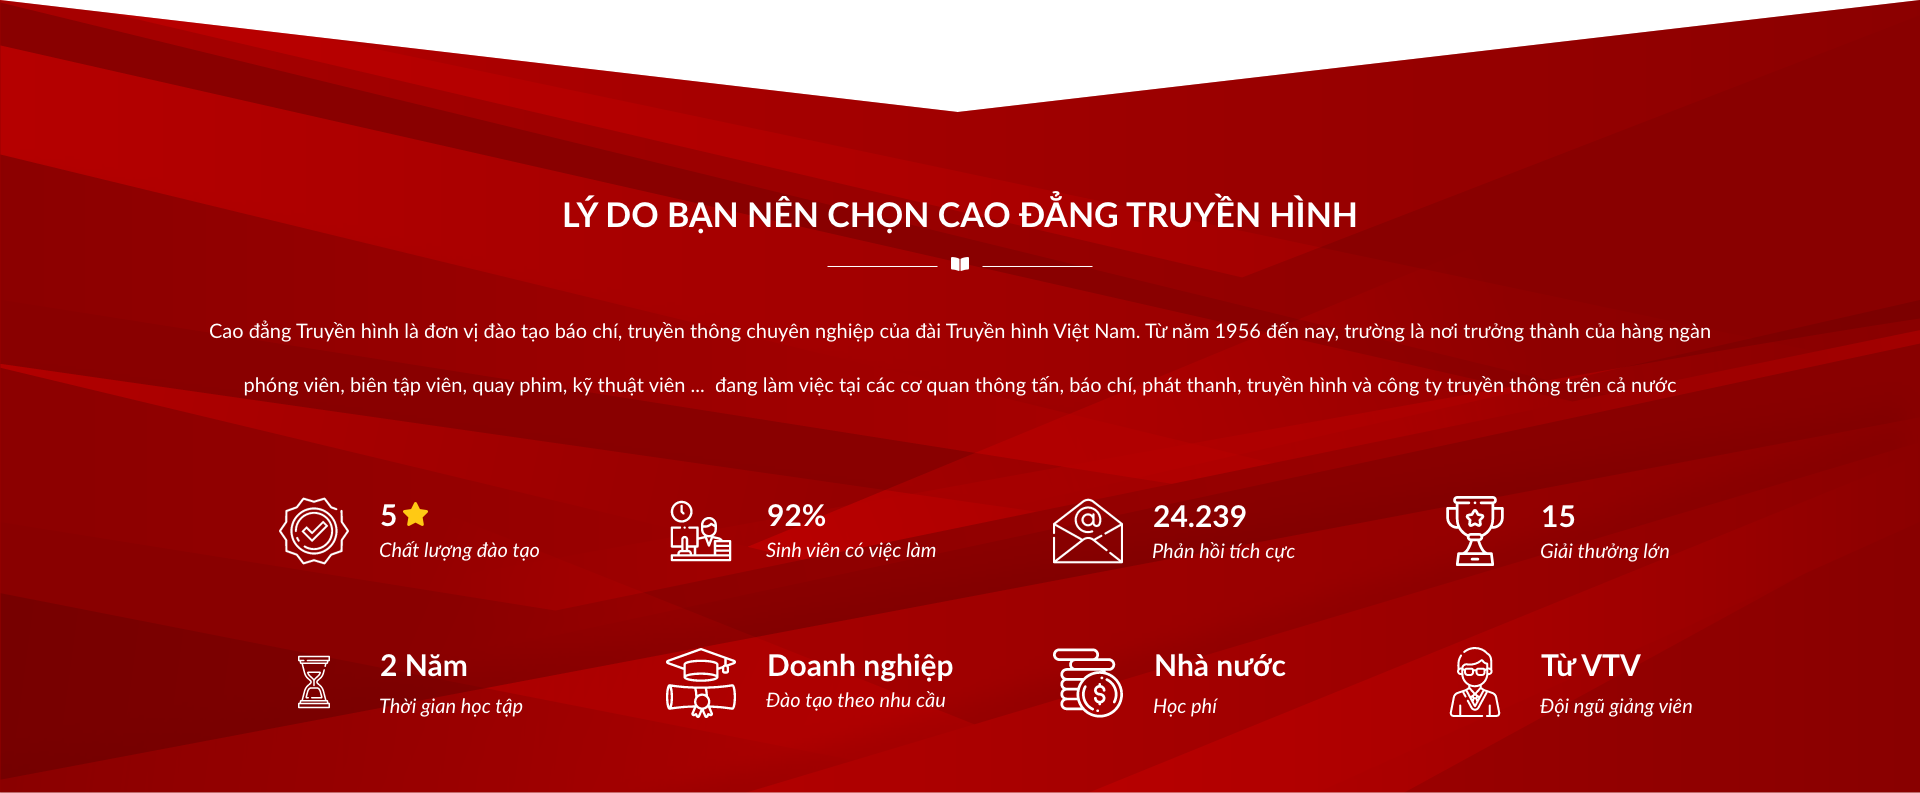 LÝ DO BẠN NÊN CHỌN CAO ĐẲNG TRUYỀN HÌNH
Cao đẳng Truyền hình là đơn vị đào tạo báo chí, truyền thông chuyên nghiệp của đài Truyền hình Việt Nam. Từ năm 1956 đến nay, trường là nơi trưởng thành của hàng ngàn
phóng viên, biên tập viên, quay phim, kỹ thuật viên ... đang làm việc tại các cơ quan thông tấn, báo chí, phát thanh, truyền hình và công ty truyền thông trên cả nước
5
Chất lượng đào tạo
92%
Sinh viên có việc làm
24.239
Phản hồi tích cực
15
Giải thưởng lớn
2 Năm
Thời gian học tập
Doanh nghiệp
Đào tạo theo nhu cầu
Nhà nước
Học phí
Từ VTV
Đội ngũ giảng viên